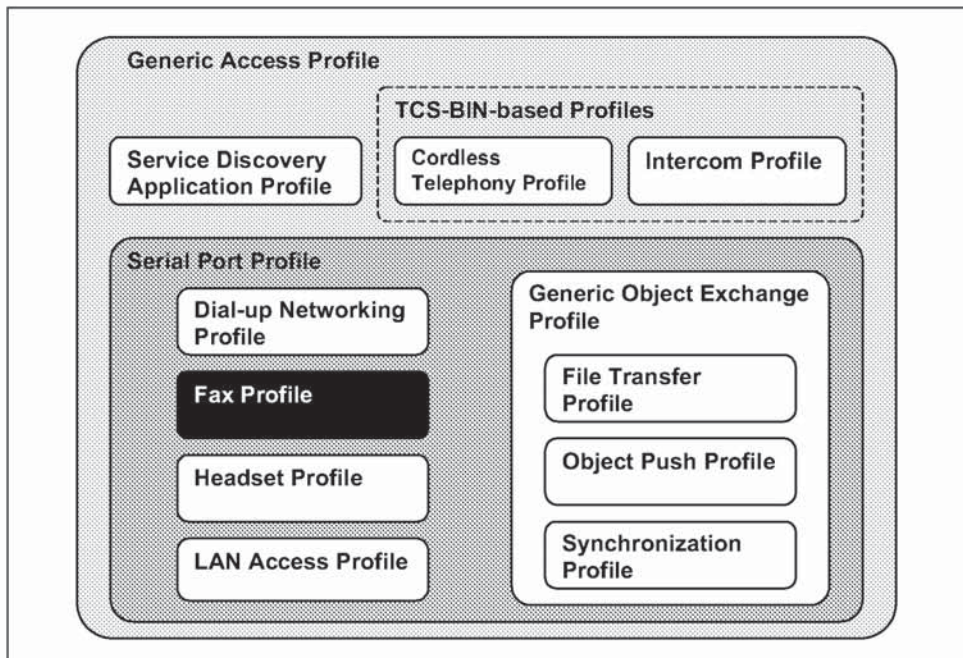 Generic Access Profile
TCS-BIN-based Profiles
Service Discovery
Application Profile
Cordless
Telephony Profile
Intercom Profile
Serial Port Profile
Dial-up Networking
Profile
Fax Profile
Headset Profile
LAN Access Profile
Generic Object Exchange
Profile
File Transfer
Profile
Object Push Profile
Synchronization
Profile